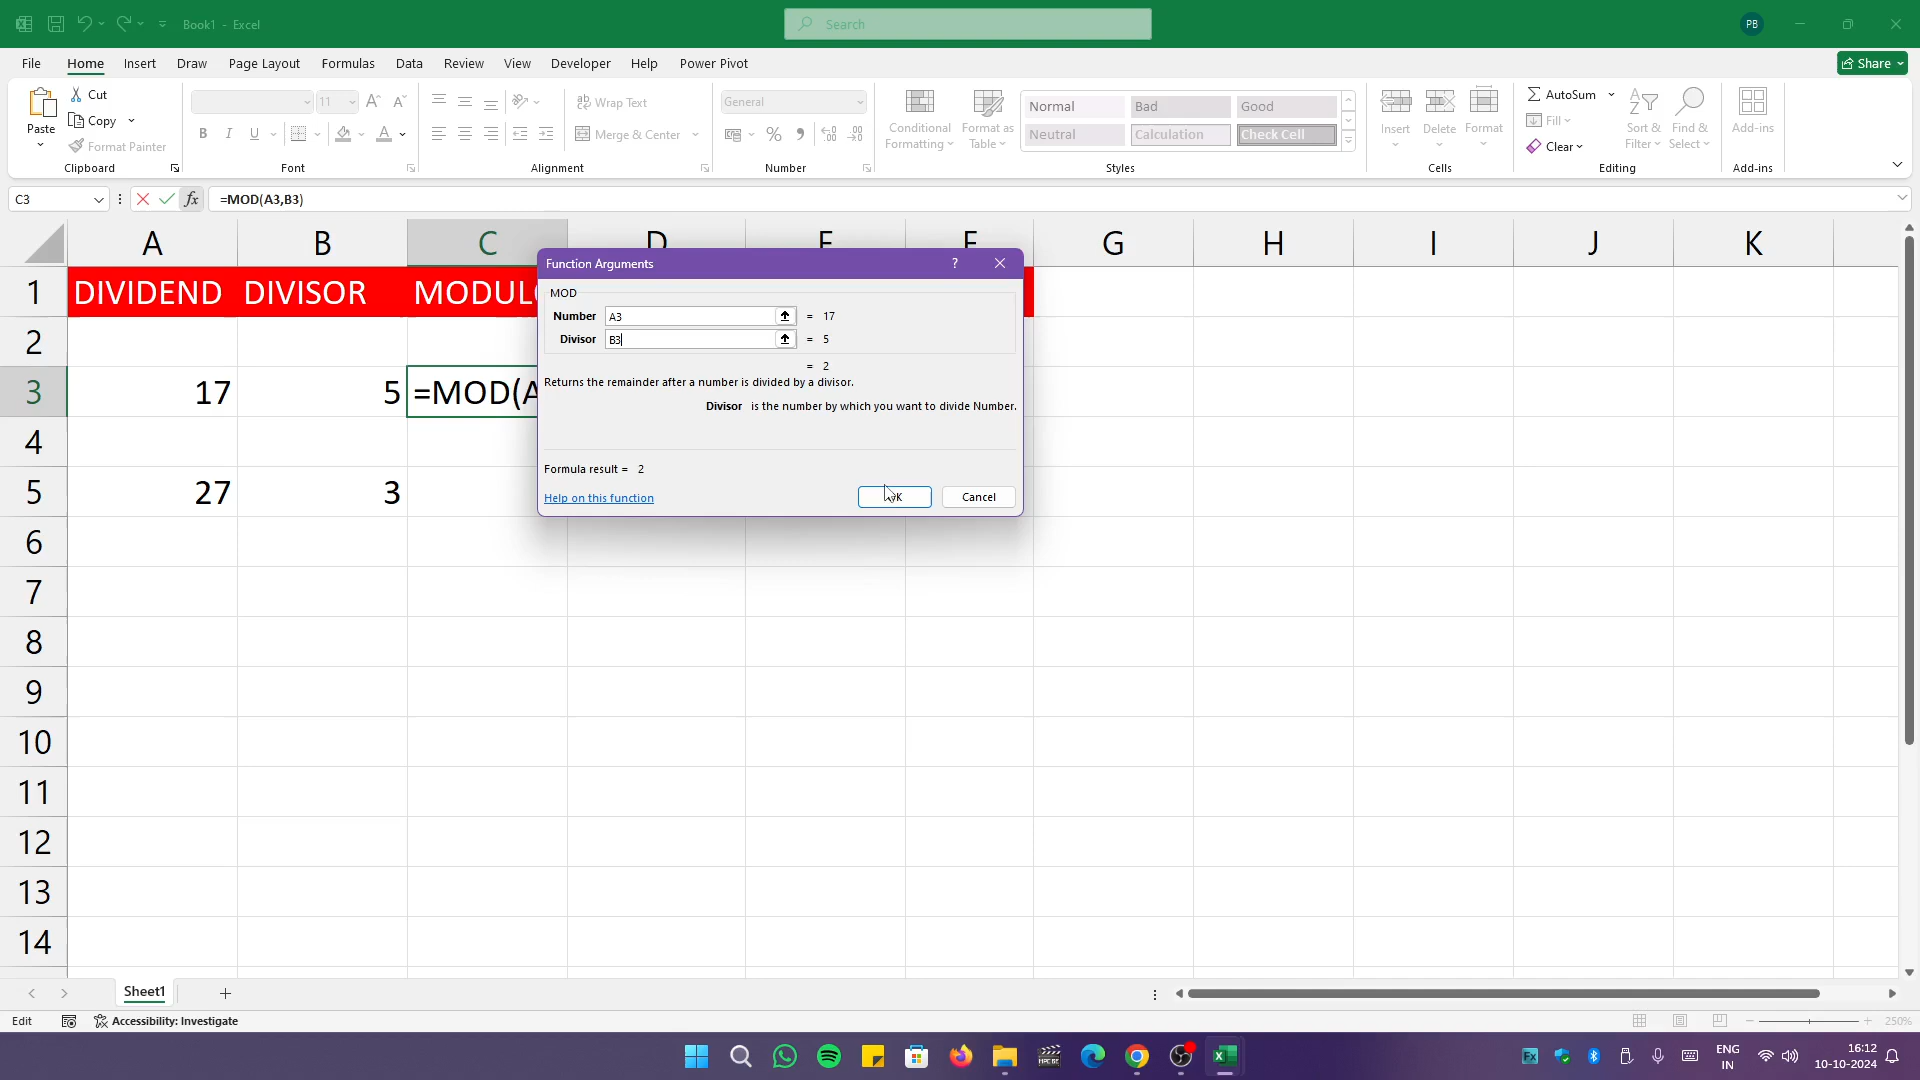 Book1 - Excel
Search
PB
File Home Insert Draw Page Layout Formulas Data Review View Developer Help Power Pivot
Share
Paste
Cut
Copy
Format Painter
Clipboard
11
B I U
Font
Wrap Text
Merge & Center
Alignment
General
Number
Conditional Formatting
Format as Table
Normal Bad Good
Neutral Calculation Check Cell
Styles
Insert Delete Format
Cells
AutoSum
Fill
Clear
Sort & Filter
Find & Select
Editing
Add-ins
Add-ins
C3
fx
=MOD(A3,B3)
A B C D G H I J K
1 DIVIDEND DIVISOR
2
3 17 5 =MOD(A
4
5 27 3
6
7
8
9
10
11
12
13
14
Function Arguments
?
MOD
Number A3 = 17
Divisor B3 = 5
= 2
Returns the remainder after a number is divided by a divisor.
Divisor is the number by which you want to divide Number.
Formula result = 2
Help on this function
OK
Cancel
Sheet1
Edit
Accessibility: Investigate
250%
Fx
ENG
IN
16:12
10-10-2024